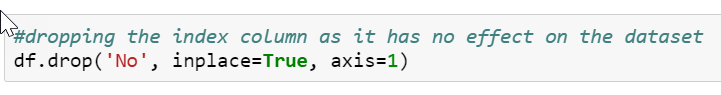 #dropping the index column as it has no effect on the dataset
df.drop('No', inplace=True, axis=1)